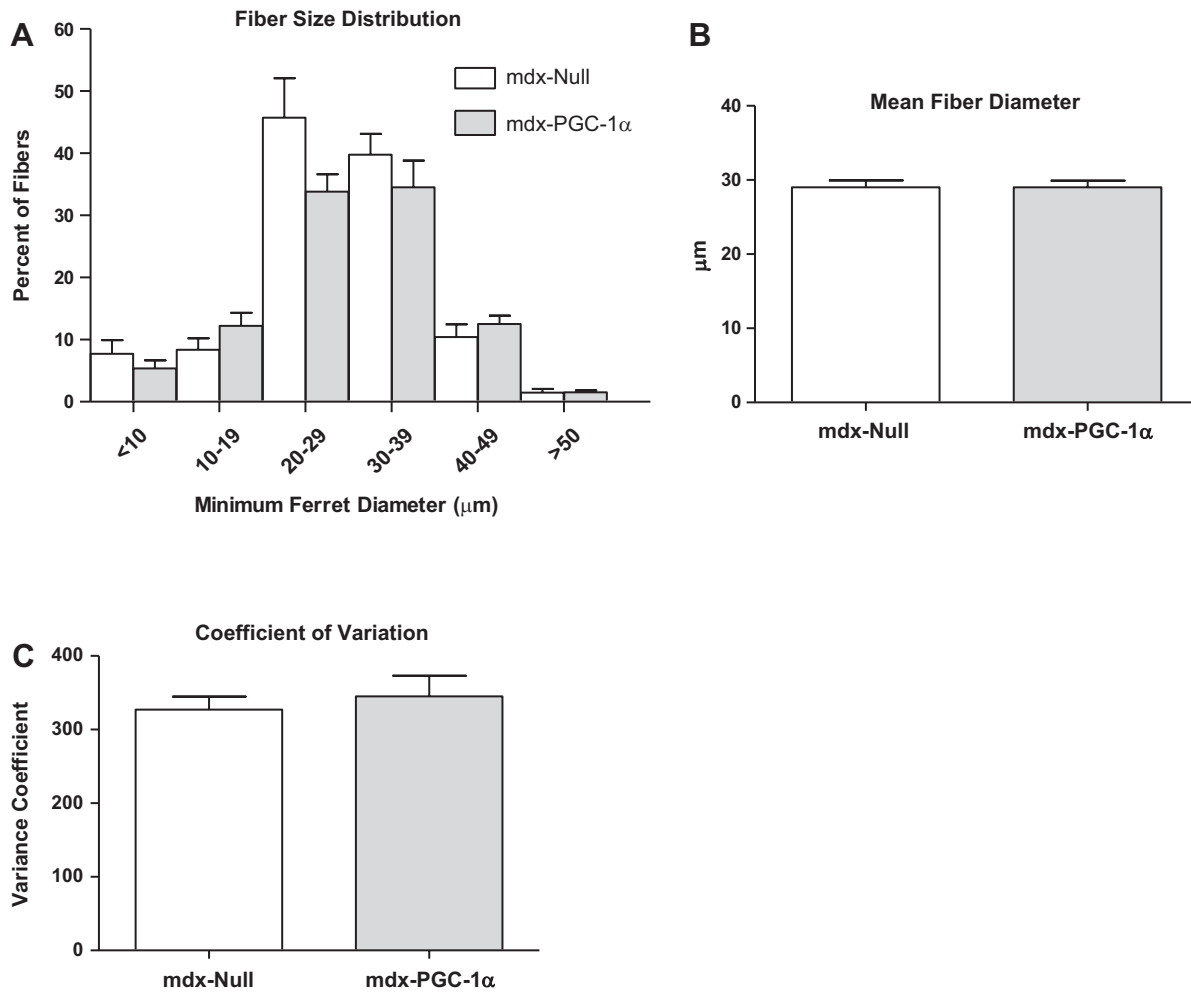 A
Fiber Size Distribution
60
50
40
30
20
10
0
Percent of Fibers
mdx-Null
mdx-PGC-1α
<10
10-19
20-29
30-39
40-49
>50
Minimum Ferret Diameter (μm)
B
Mean Fiber Diameter
40
30
20
10
0
μm
mdx-Null
mdx-PGC-1α
C
Coefficient of Variation
400
300
200
100
0
Variance Coefficient
mdx-Null
mdx-PGC-1α